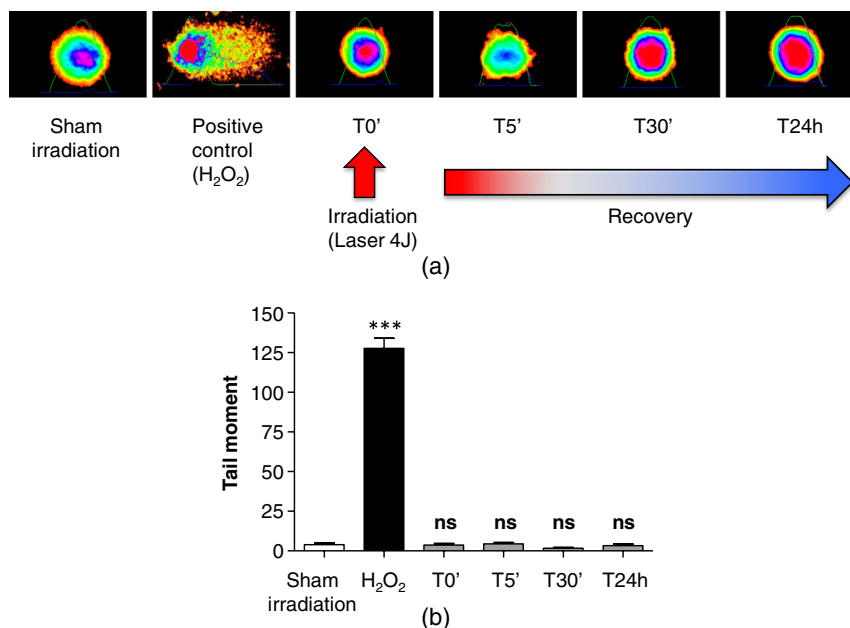 Sham irradiation
Positive control (H₂O₂)
T0'
T5'
T30'
T24h
Irradiation (Laser 4J)
Recovery
(a)
Tail moment
150
125
100
75
50
25
0
***
ns ns ns ns
Sham irradiation
H₂O₂
T0'
T5'
T30'
T24h
(b)